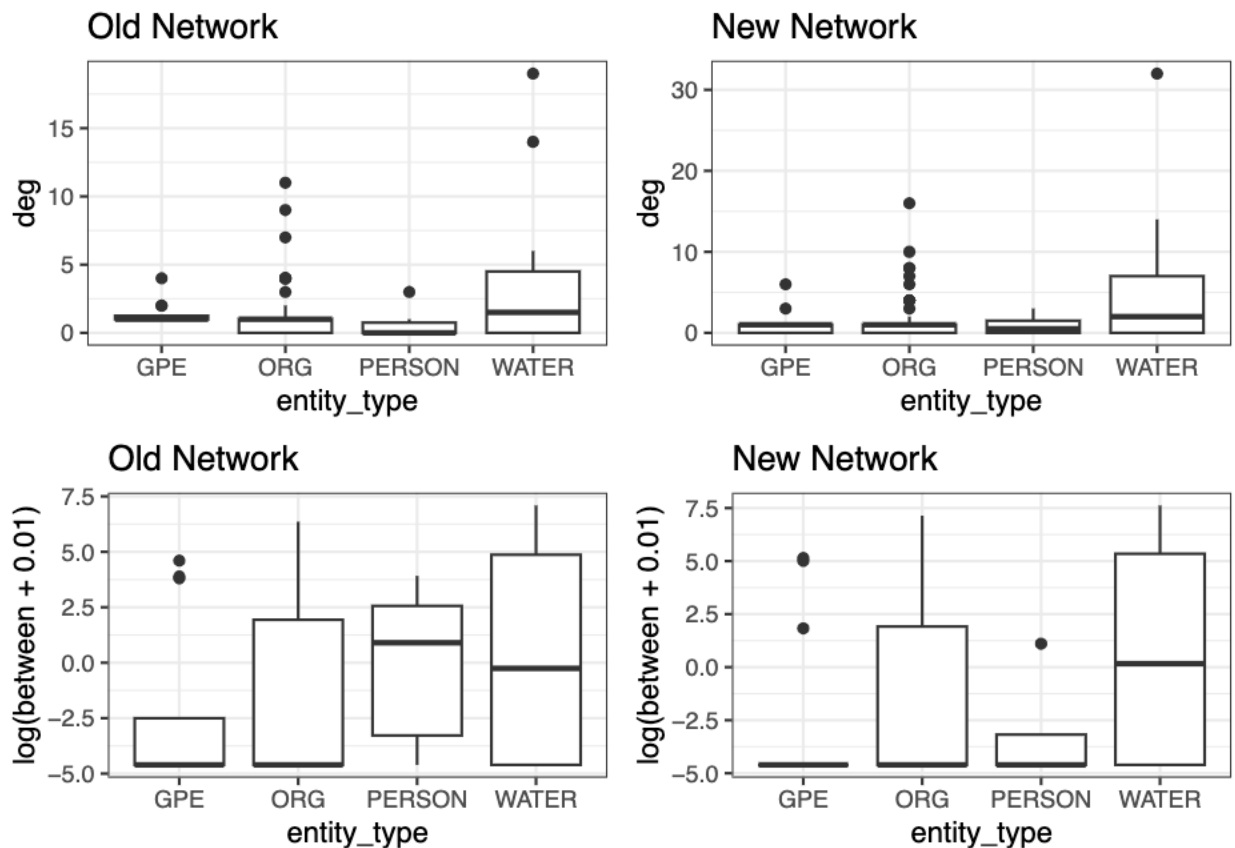 Old Network
deg
15
10
5
0
GPE ORG PERSON WATER
entity_type
New Network
deg
30
20
10
0
GPE ORG PERSON WATER
entity_type
Old Network
log(between + 0.01)
7.5
5.0
2.5
0.0
−2.5
−5.0
GPE ORG PERSON WATER
entity_type
New Network
log(between + 0.01)
7.5
5.0
2.5
0.0
−2.5
−5.0
GPE ORG PERSON WATER
entity_type